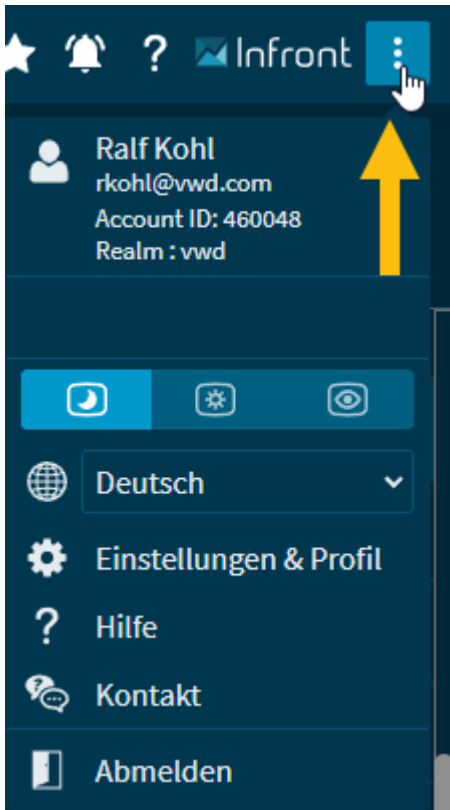 ? Infront
Ralf Kohl
rkohl@vwd.com
Account ID: 460048
Realm : vwd
Deutsch
Einstellungen & Profil
? Hilfe
Kontakt
Abmelden